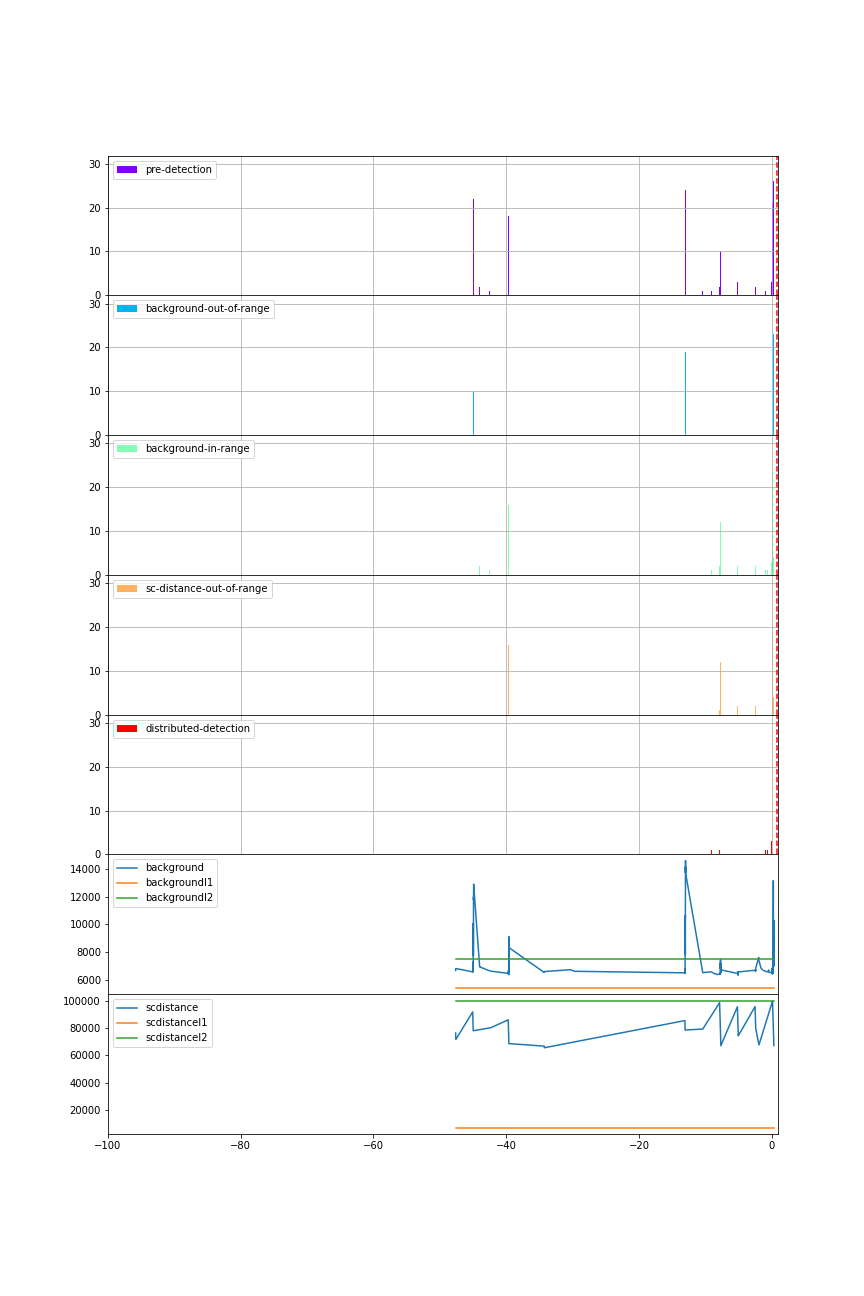 30
pre-detection
20
10
0
30
background-out-of-range
20
10
0
30
background-in-range
20
10
0
30
sc-distance-out-of-range
20
10
0
30
distributed-detection
20
10
0
14000
background
backgroundl1
backgroundl2
12000
10000
8000
6000
100000
scdistance
scdistancel1
scdistancel2
80000
60000
40000
20000
−100 −80 −60 −40 −20 0